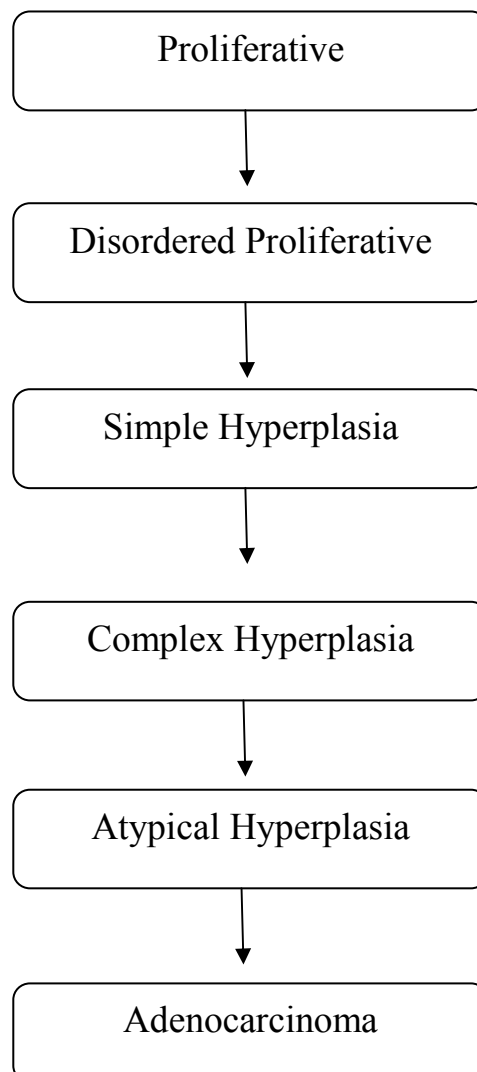 Proliferative
Disordered Proliferative
Simple Hyperplasia
Complex Hyperplasia
Atypical Hyperplasia
Adenocarcinoma